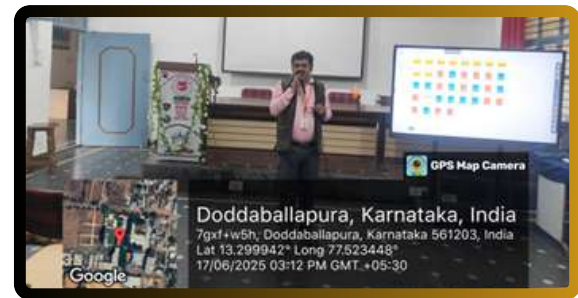 GPS Map Camera
Doddaballapura, Karnataka, India
7gxf+w5h, Doddaballapura, Karnataka 561203, India
Lat 13.299942° Long 77.523448°
17/06/2025 03:12 PM GMT +05:30
Google